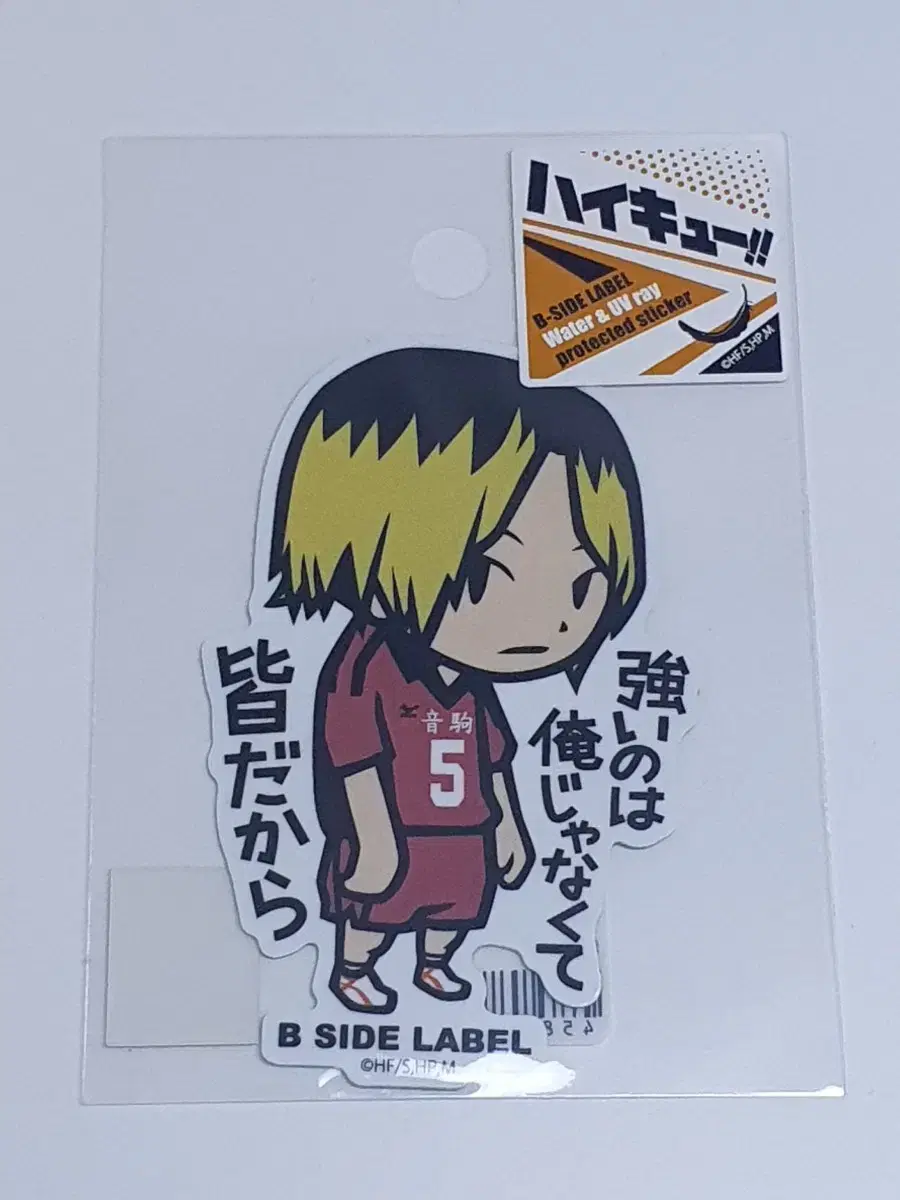 ハイキュー!!
B-SIDE LABEL
Water & UV ray
protected sticker
©HF/S,HP,M
強いのは
俺じゃなくて
皆だから
音駒
5
B SIDE LABEL
©HF/S,HP,M